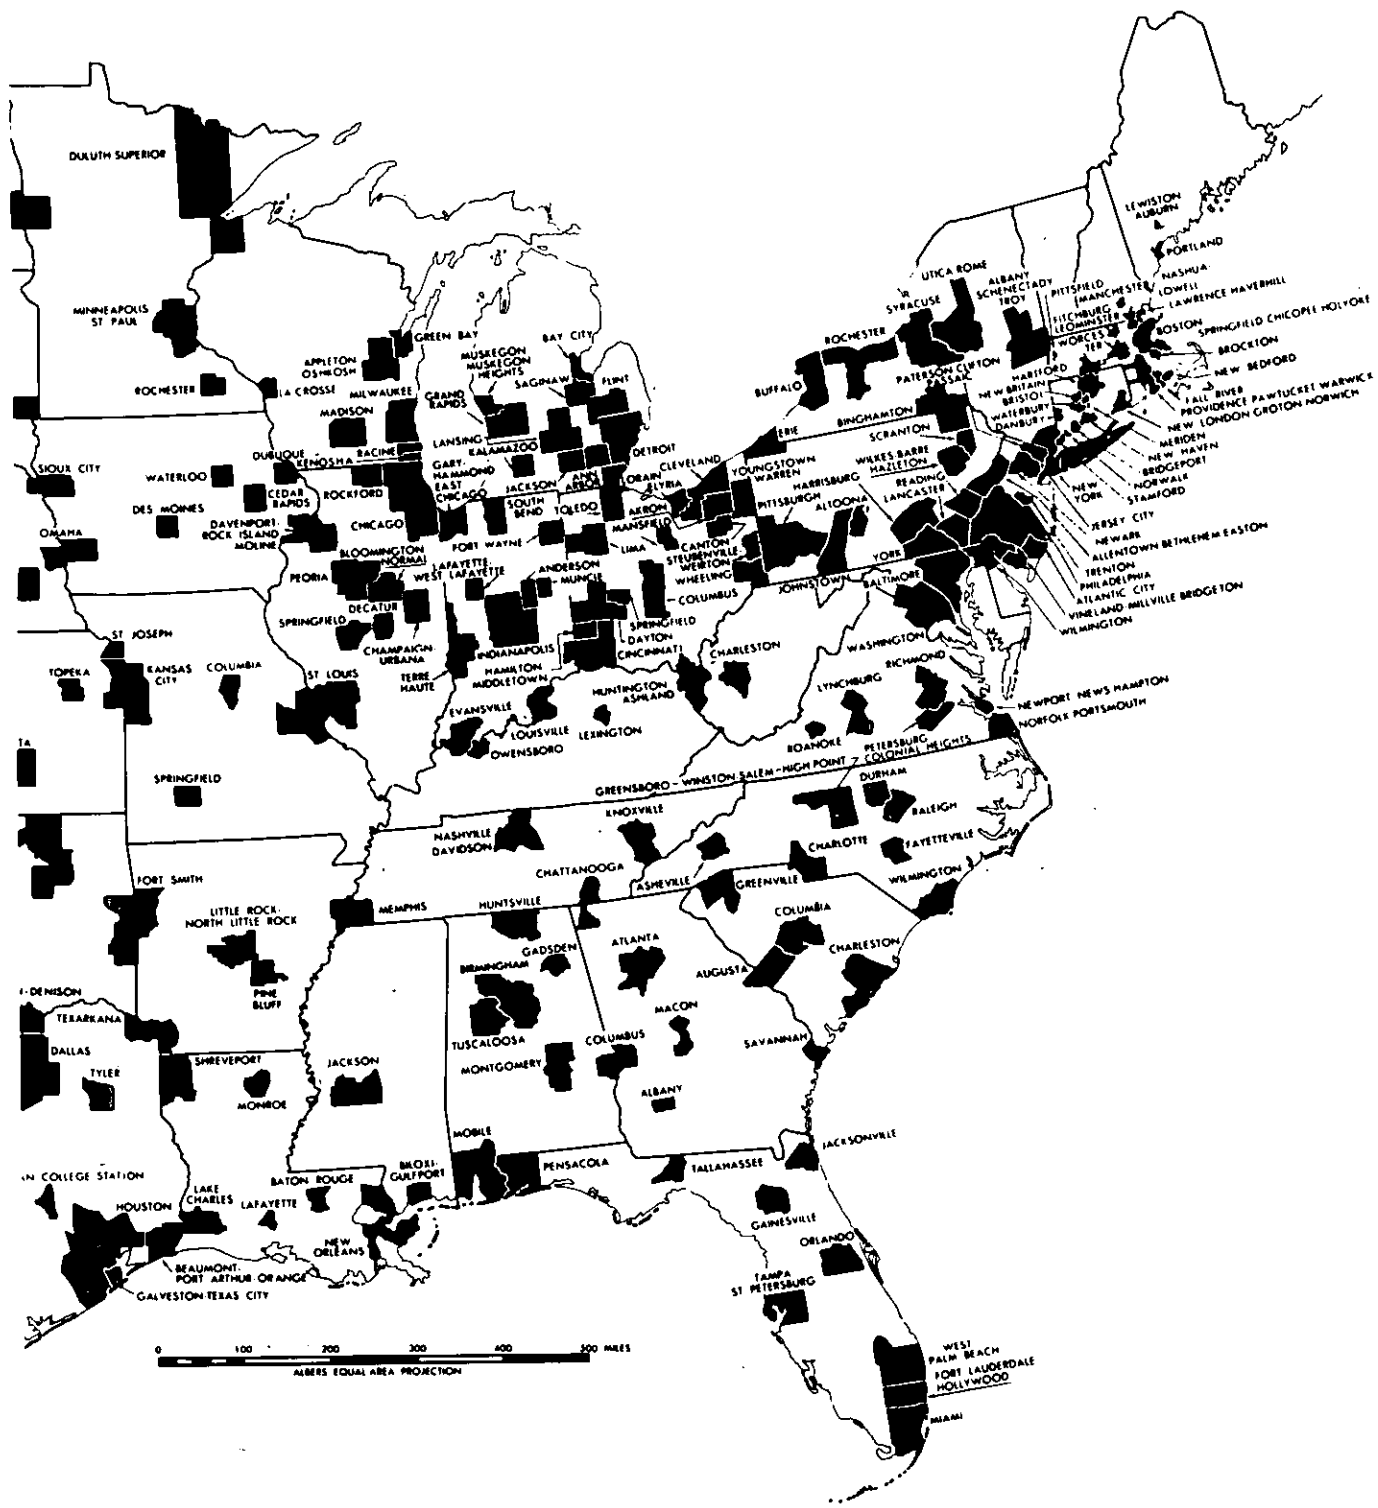 DULUTH SUPERIOR
MINNEAPOLIS
ST PAUL
ROCHESTER
LA CROSSE
APPLETON
OSHKOSH
GREEN BAY
MILWAUKEE
MADISON
MUSKEGON
MUSKEGON
HEIGHTS
GRAND
RAPIDS
BAY CITY
SAGINAW
FLINT
LANSING
KALAMAZOO
DETROIT
JACKSON
ANN
ARBOR
SIOUX CITY
WATERLOO
DUBUQUE
KENOSHA
RACINE
CEDAR
RAPIDS
ROCKFORD
GARY-
HAMMOND
EAST
CHICAGO
SOUTH
BEND
TOLEDO
DES MOINES
DAVENPORT-
ROCK ISLAND
MOLINE
CHICAGO
OMAHA
FORT WAYNE
LIMA
MANSFIELD
AKRON
LORAIN
ELYRIA
CLEVELAND
YOUNGSTOWN
WARREN
PITTSBURGH
CANTON
STEUBENVILLE-
WEIRTON
WHEELING
BLOOMINGTON
NORMAL
LAFAYETTE
WEST LAFAYETTE
PEORIA
ANDERSON
MUNCIE
COLUMBUS
DECATUR
SPRINGFIELD
CHAMPAIGN-
URBANA
TERRE
HAUTE
INDIANAPOLIS
HAMILTON
MIDDLETOWN
SPRINGFIELD
DAYTON
CINCINNATI
LEWISTON
AUBURN
PORTLAND
UTICA ROME
ALBANY
SCHENECTADY
TROY
PITTSFIELD
MANCHESTER
NASHUA
LOWELL
LAWRENCE HAVERHILL
FITCHBURG
LEOMINSTER
SYRACUSE
ROCHESTER
WORCES
TER
BOSTON
SPRINGFIELD CHICOPEE HOLYOKE
BROCKTON
BUFFALO
PATERSON CLIFTON
PASSAIC
HARTFORD
NEW BRITAIN
BRISTOL
WATERBURY
DANBURY
NEW BEDFORD
FALL RIVER
PROVIDENCE PAWTUCKET WARWICK
NEW LONDON GROTON NORWICH
MERIDEN
NEW HAVEN
BRIDGEPORT
NORWALK
STAMFORD
ERIE
BINGHAMTON
SCRANTON
WILKES BARRE
HAZLETON
HARRISBURG
READING
LANCASTER
ALTOONA
NEW
YORK
JERSEY CITY
NEWARK
ALLENTOWN BETHLEHEM EASTON
TRENTON
PHILADELPHIA
ATLANTIC CITY
VINELAND-MILLVILLE BRIDGETON
WILMINGTON
YORK
JOHNSTOWN
BALTIMORE
WASHINGTON
ST JOSEPH
TOPEKA
KANSAS
CITY
COLUMBIA
ST LOUIS
EVANSVILLE
LOUISVILLE
OWENSBORO
LEXINGTON
HUNTINGTON
ASHLAND
CHARLESTON
RICHMOND
LYNCHBURG
NEWPORT NEWS HAMPTON
NORFOLK PORTSMOUTH
ROANOKE
PETERSBURG
COLONIAL HEIGHTS
TA
SPRINGFIELD
GREENSBORO - WINSTON SALEM - HIGH POINT
DURHAM
RALEIGH
NASHVILLE
DAVIDSON
KNOXVILLE
CHARLOTTE
FAYETTEVILLE
CHATTANOOGA
ASHEVILLE
GREENVILLE
WILMINGTON
FORT SMITH
LITTLE ROCK-
NORTH LITTLE ROCK
MEMPHIS
HUNTSVILLE
COLUMBIA
CHARLESTON
GADSDEN
ATLANTA
BIRMINGHAM
AUGUSTA
PINE
BLUFF
-DENISON
TEXARKANA
MACON
TUSCALOOSA
COLUMBUS
SAVANNAH
DALLAS
TYLER
SHREVEPORT
MONROE
JACKSON
MONTGOMERY
ALBANY
MOBILE
JACKSONVILLE
N COLLEGE STATION
BATON ROUGE
BILOXI-
GULFPORT
PENSACOLA
TALLAHASSEE
HOUSTON
LAKE
CHARLES
LAFAYETTE
NEW
ORLEANS
GAINESVILLE
ORLANDO
BEAUMONT-
PORT ARTHUR-ORANGE
GALVESTON-TEXAS CITY
TAMPA
ST PETERSBURG
WEST
PALM BEACH
FORT LAUDERDALE
HOLLYWOOD
MIAMI
0 100 200 300 400 500 MILES
ALBERS EQUAL AREA PROJECTION